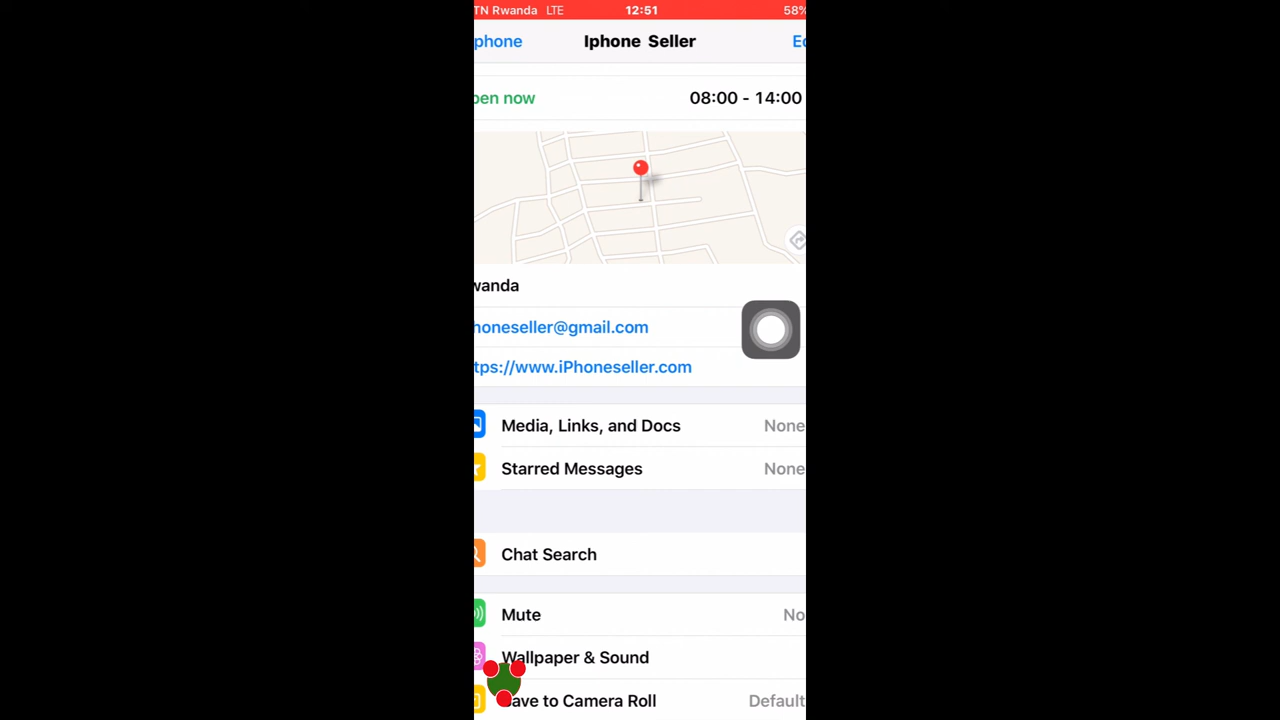 TN Rwanda LTE 12:51 58%
phone Iphone Seller Ed
pen now 08:00 - 14:00
wanda
honeseller@gmail.com
tps://www.iPhoneseller.com
Media, Links, and Docs None
Starred Messages None
Chat Search
Mute No
Wallpaper & Sound
ave to Camera Roll Default